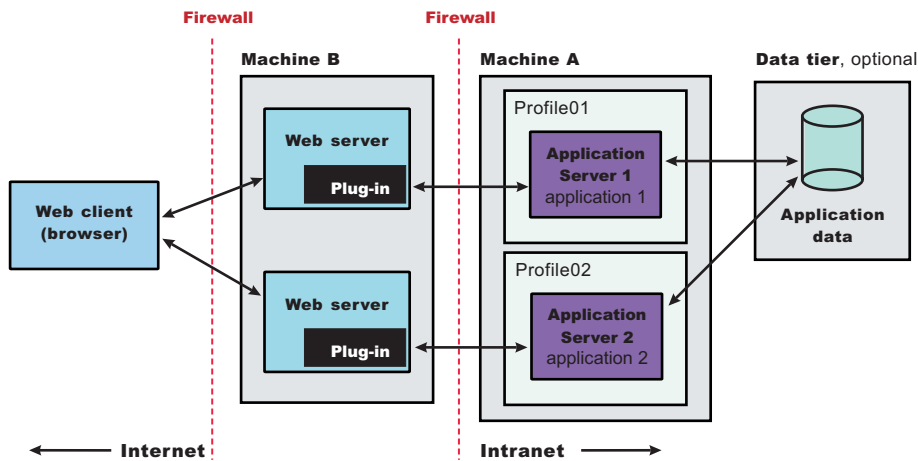 Firewall
Firewall
Machine B
Machine A
Data tier, optional
Profile01
Web server
Plug-in
Application
Server 1
application 1
Web client
(browser)
Application
data
Profile02
Web server
Plug-in
Application
Server 2
application 2
Internet
Intranet